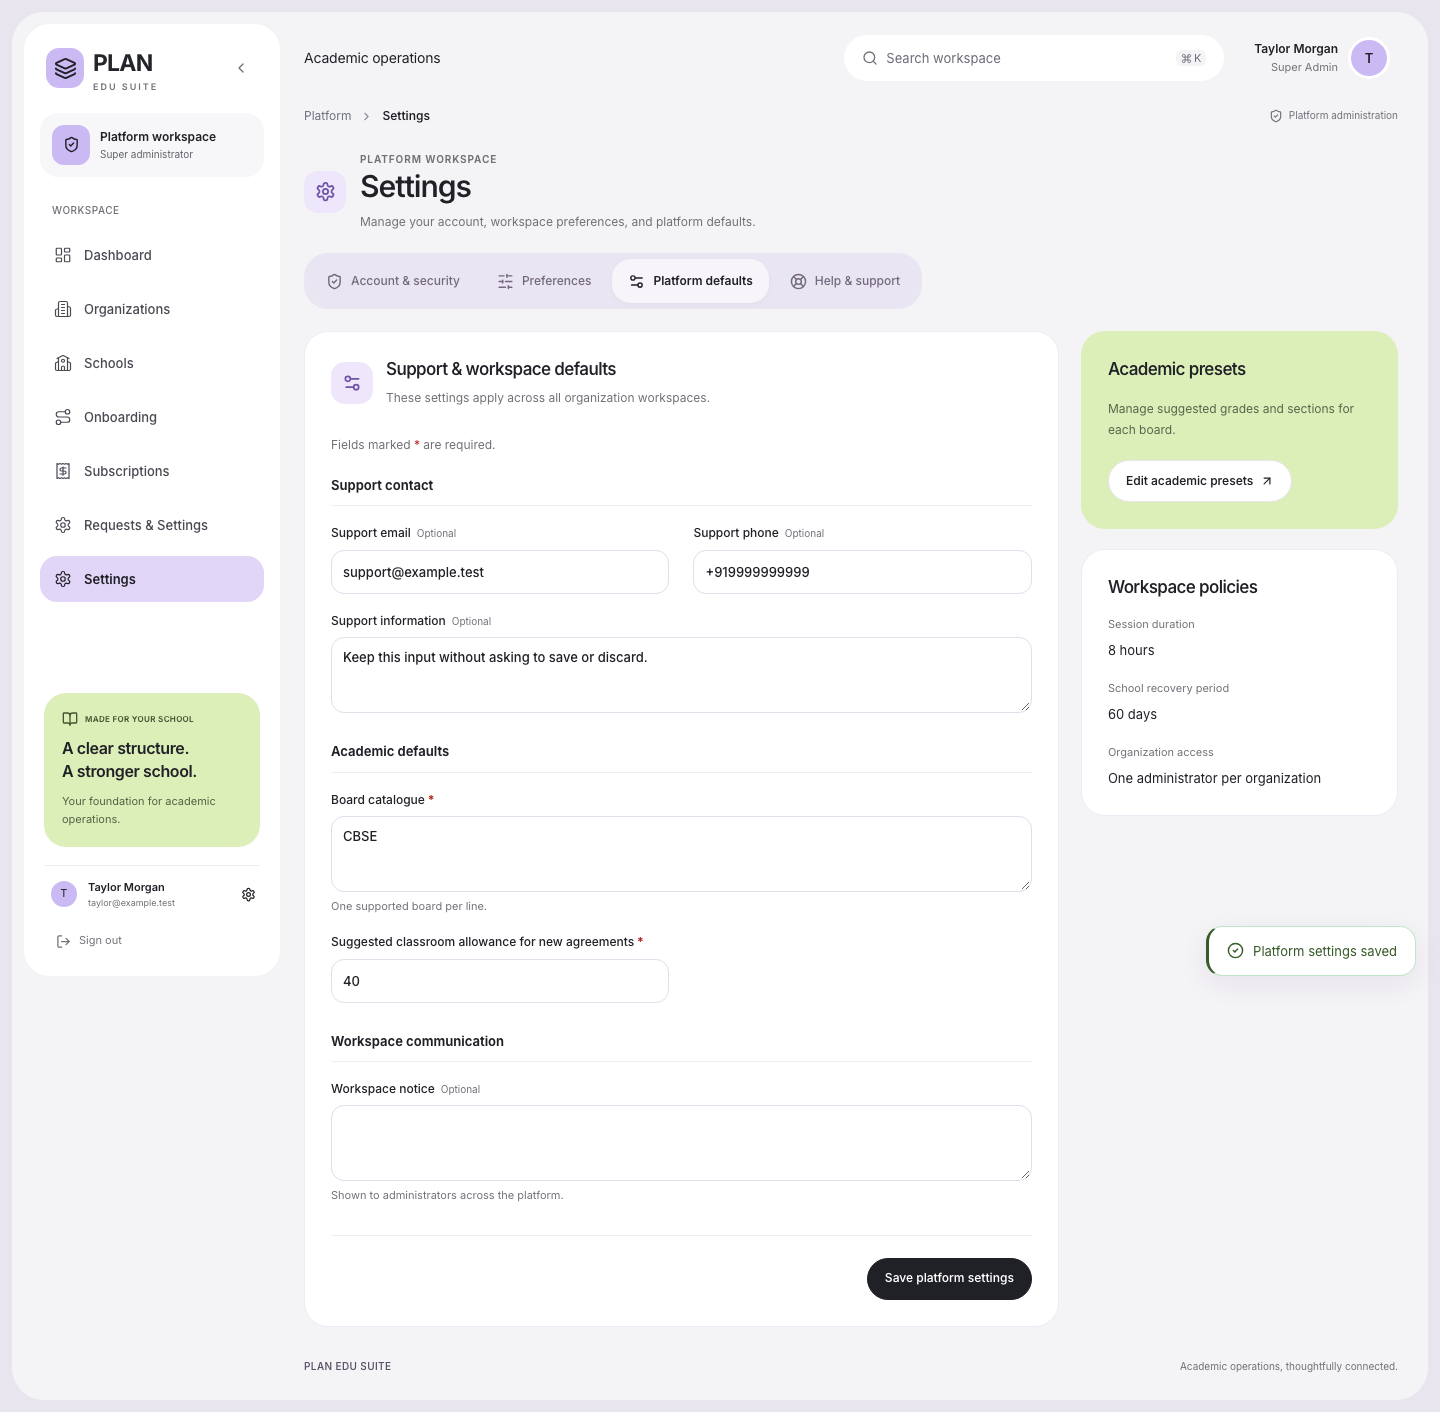 PLAN
EDU SUITE
Platform workspace
Super administrator
WORKSPACE
Dashboard
Organizations
Schools
Onboarding
Subscriptions
Requests & Settings
Settings
MADE FOR YOUR SCHOOL
A clear structure.
A stronger school.
Your foundation for academic
operations.
T
Taylor Morgan
taylor@example.test
Sign out
Academic operations
Search workspace
⌘ K
Taylor Morgan
Super Admin
T
Platform > Settings
Platform administration
PLATFORM WORKSPACE
Settings
Manage your account, workspace preferences, and platform defaults.
Account & security
Preferences
Platform defaults
Help & support
Support & workspace defaults
These settings apply across all organization workspaces.
Fields marked * are required.
Support contact
Support email Optional
support@example.test
Support phone Optional
+919999999999
Support information Optional
Keep this input without asking to save or discard.
Academic defaults
Board catalogue *
CBSE
One supported board per line.
Suggested classroom allowance for new agreements *
40
Workspace communication
Workspace notice Optional
Shown to administrators across the platform.
Save platform settings
Academic presets
Manage suggested grades and sections for
each board.
Edit academic presets
Workspace policies
Session duration
8 hours
School recovery period
60 days
Organization access
One administrator per organization
Platform settings saved
PLAN EDU SUITE
Academic operations, thoughtfully connected.